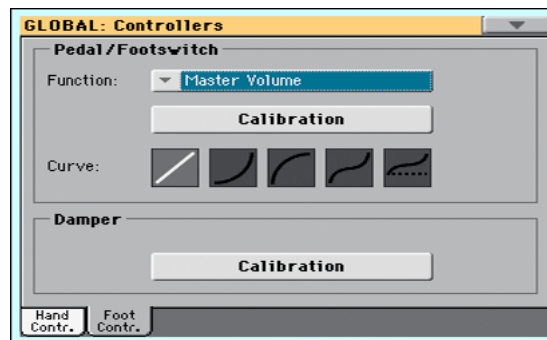 GLOBAL: Controllers
Pedal/Footswitch
Function: Master Volume
Calibration
Curve:
Damper
Calibration
Hand Contr. Foot Contr.